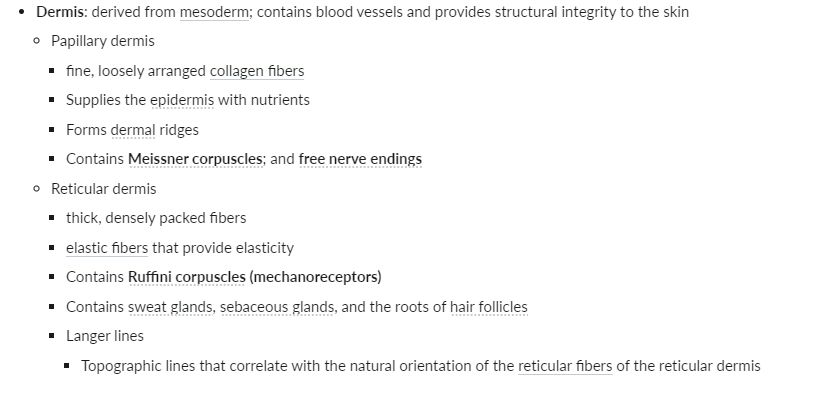 Dermis: derived from mesoderm; contains blood vessels and provides structural integrity to the skin
Papillary dermis
fine, loosely arranged collagen fibers
Supplies the epidermis with nutrients
Forms dermal ridges
Contains Meissner corpuscles; and free nerve endings
Reticular dermis
thick, densely packed fibers
elastic fibers that provide elasticity
Contains Ruffini corpuscles (mechanoreceptors)
Contains sweat glands, sebaceous glands, and the roots of hair follicles
Langer lines
Topographic lines that correlate with the natural orientation of the reticular fibers of the reticular dermis